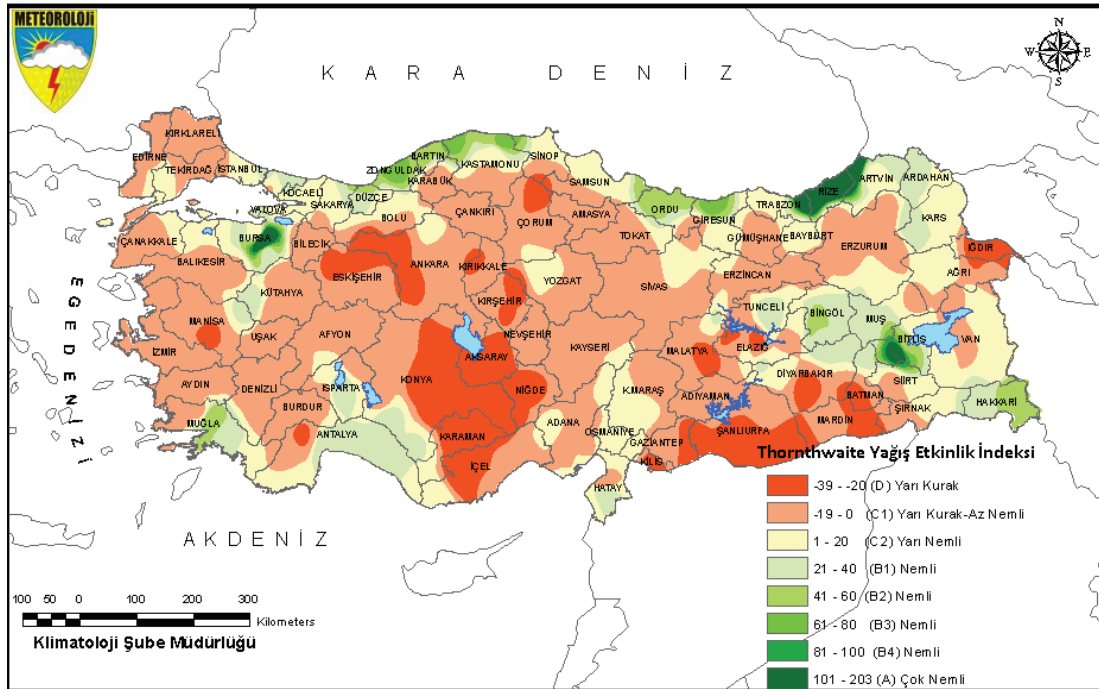 METEOROLOJİ
N
W E
S
K A R A D E N İ Z
KIRKLARELİ
EDİRNE
TEKİRDAĞ
İSTANBUL
KOCAELİ
YALOVA
SAKARYA
DÜZCE
ZONGULDAK
BARTIN
KARABÜK
KASTAMONU
SİNOP
SAMSUN
ORDU
GİRESUN
TRABZON
RİZE
ARTVİN
ARDAHAN
KARS
BOLU
ÇANKIRI
ÇORUM
AMASYA
TOKAT
GÜMÜŞHANE
BAYBURT
ERZURUM
IĞDIR
AĞRI
ÇANAKKALE
BALIKESİR
BURSA
BİLECİK
ESKİŞEHİR
ANKARA
KIRIKKALE
YOZGAT
SİVAS
ERZİNCAN
KÜTAHYA
KIRŞEHİR
TUNCELİ
BİNGÖL
MUŞ
BİTLİS
VAN
MANİSA
UŞAK
AFYON
NEVŞEHİR
AKSARAY
KAYSERİ
MALATYA
ELAZIĞ
DİYARBAKIR
SİİRT
İZMİR
AYDIN
DENİZLİ
ISPARTA
KONYA
NİĞDE
K.MARAŞ
ADIYAMAN
BATMAN
ŞIRNAK
HAKKARİ
BURDUR
MUĞLA
ANTALYA
KARAMAN
ADANA
OSMANİYE
GAZİANTEP
ŞANLIURFA
MARDİN
İÇEL
KİLİS
HATAY
E G E D E N İ Z İ
A K D E N İ Z
Thornthwaite Yağış Etkinlik İndeksi
-39 - -20 (D) Yarı Kurak
-19 - 0 (C1) Yarı Kurak-Az Nemli
1 - 20 (C2) Yarı Nemli
21 - 40 (B1) Nemli
41 - 60 (B2) Nemli
61 - 80 (B3) Nemli
81 - 100 (B4) Nemli
101 - 203 (A) Çok Nemli
100 50 0 100 200 300
Kilometers
Klimatoloji Şube Müdürlüğü